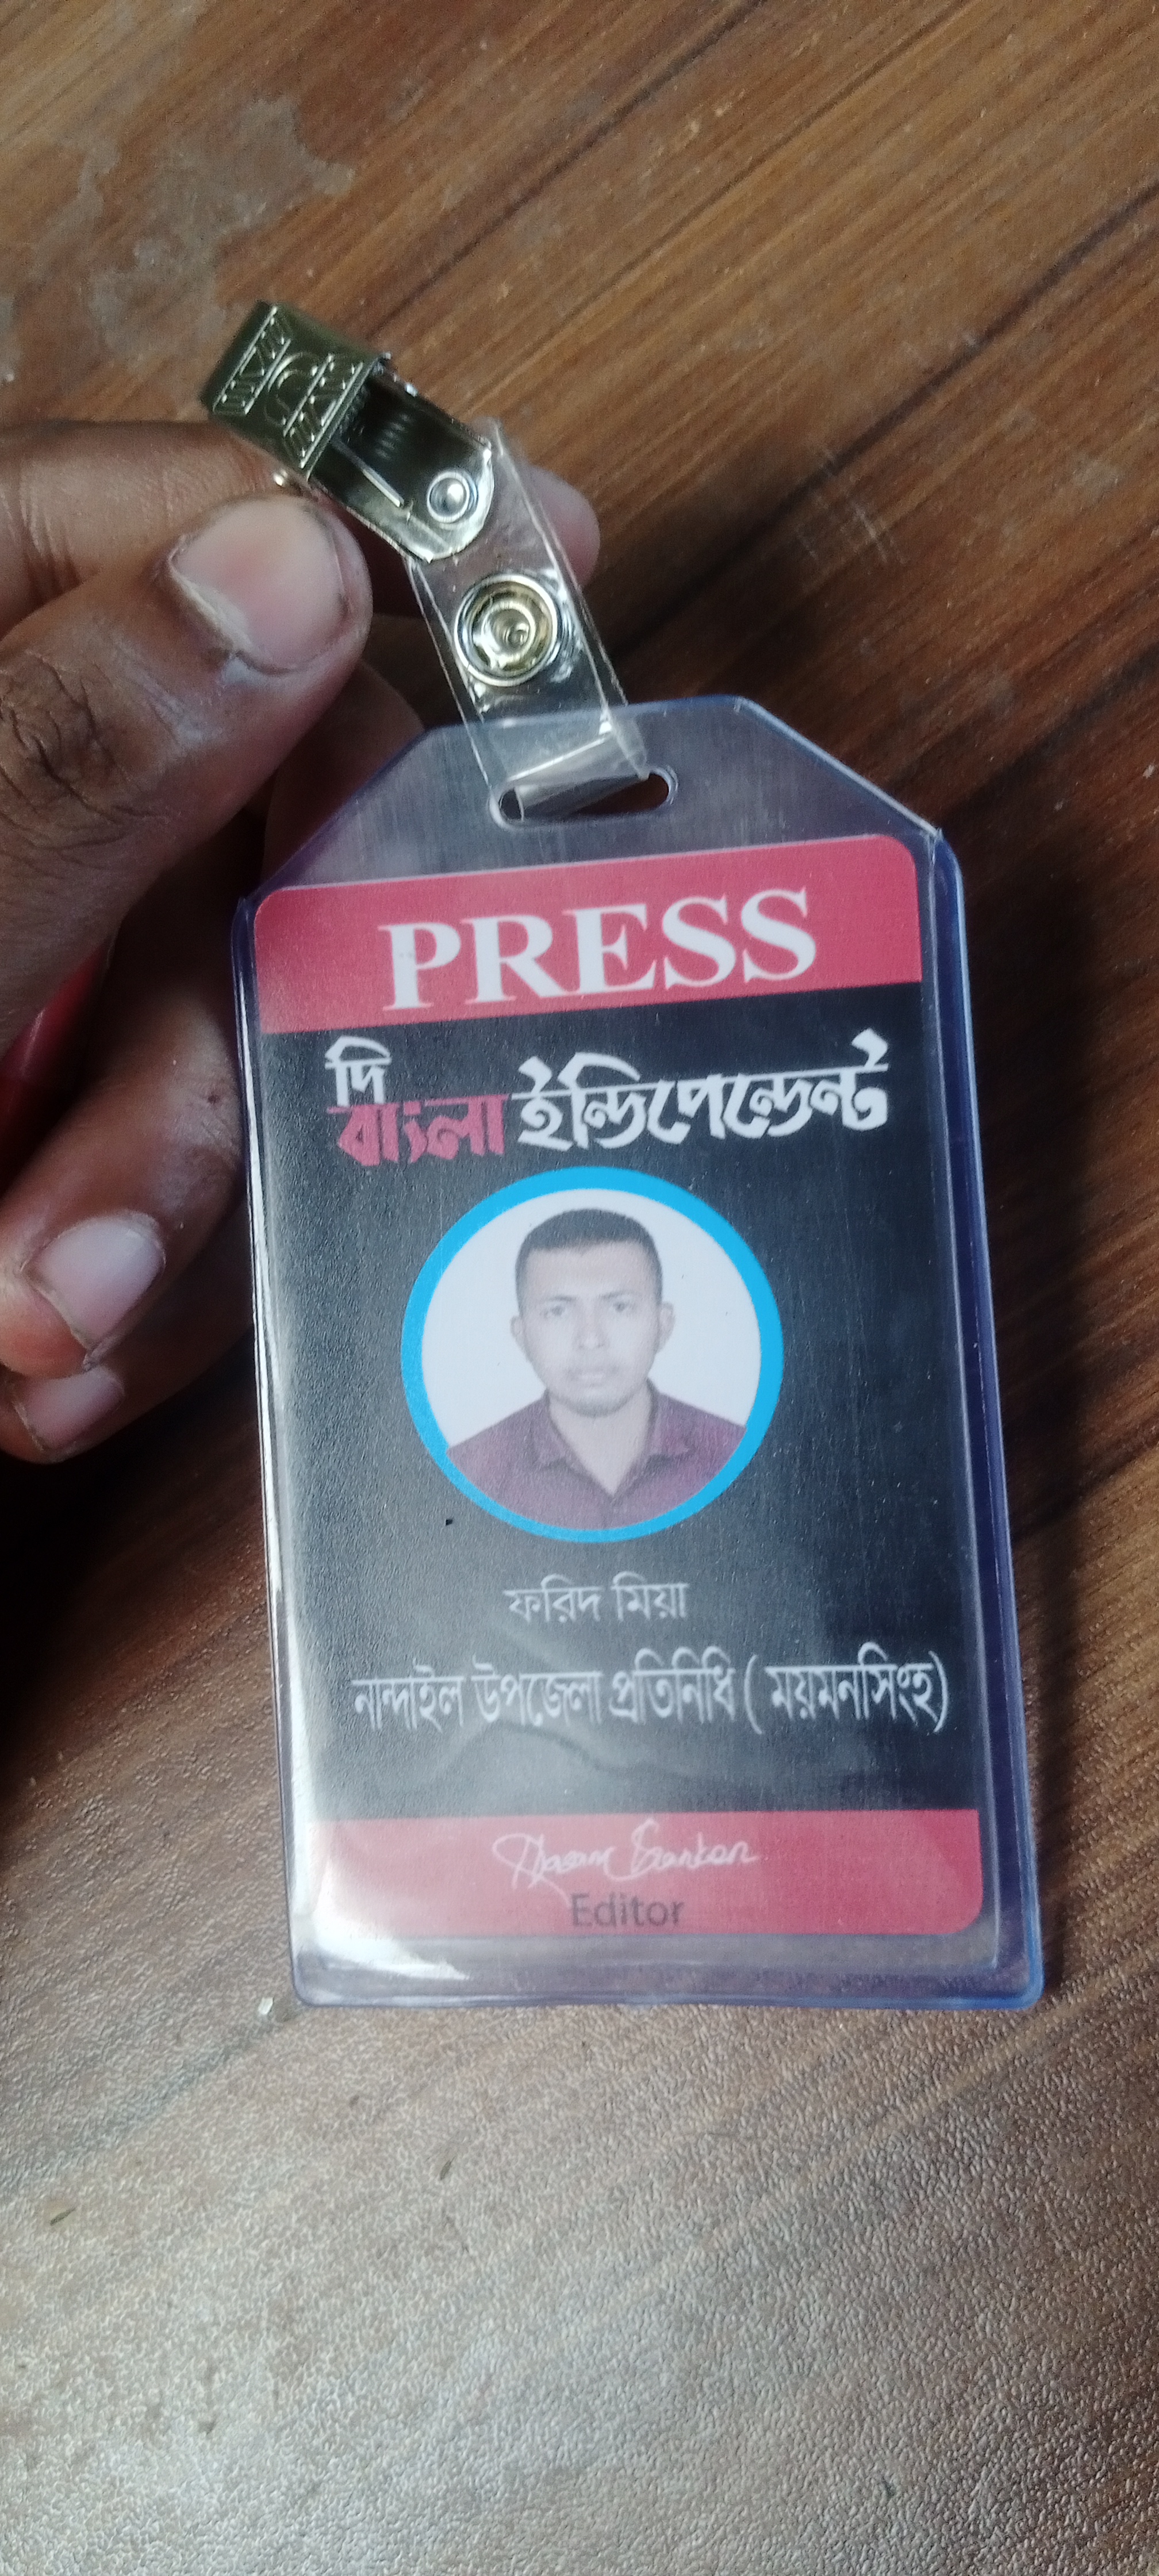 PRESS
দি
বাংলা ইন্ডিপেন্ডেন্ট
ফরিদ মিয়া
নান্দাইল উপজেলা প্রতিনিধি ( ময়মনসিংহ)
Editor